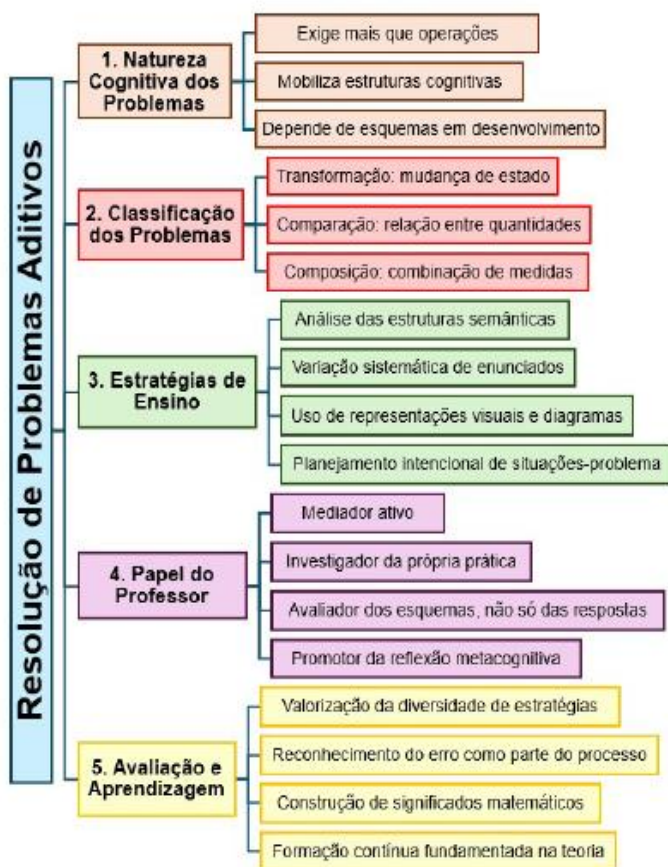 Resolução de Problemas Aditivos
1. Natureza
Cognitiva dos
Problemas
Exige mais que operações
Mobiliza estruturas cognitivas
Depende de esquemas em desenvolvimento
2. Classificação
dos Problemas
Transformação: mudança de estado
Comparação: relação entre quantidades
Composição: combinação de medidas
3. Estratégias de
Ensino
Análise das estruturas semânticas
Variação sistemática de enunciados
Uso de representações visuais e diagramas
Planejamento intencional de situações-problema
4. Papel do
Professor
Mediador ativo
Investigador da própria prática
Avaliador dos esquemas, não só das respostas
Promotor da reflexão metacognitiva
5. Avaliação e
Aprendizagem
Valorização da diversidade de estratégias
Reconhecimento do erro como parte do processo
Construção de significados matemáticos
Formação contínua fundamentada na teoria